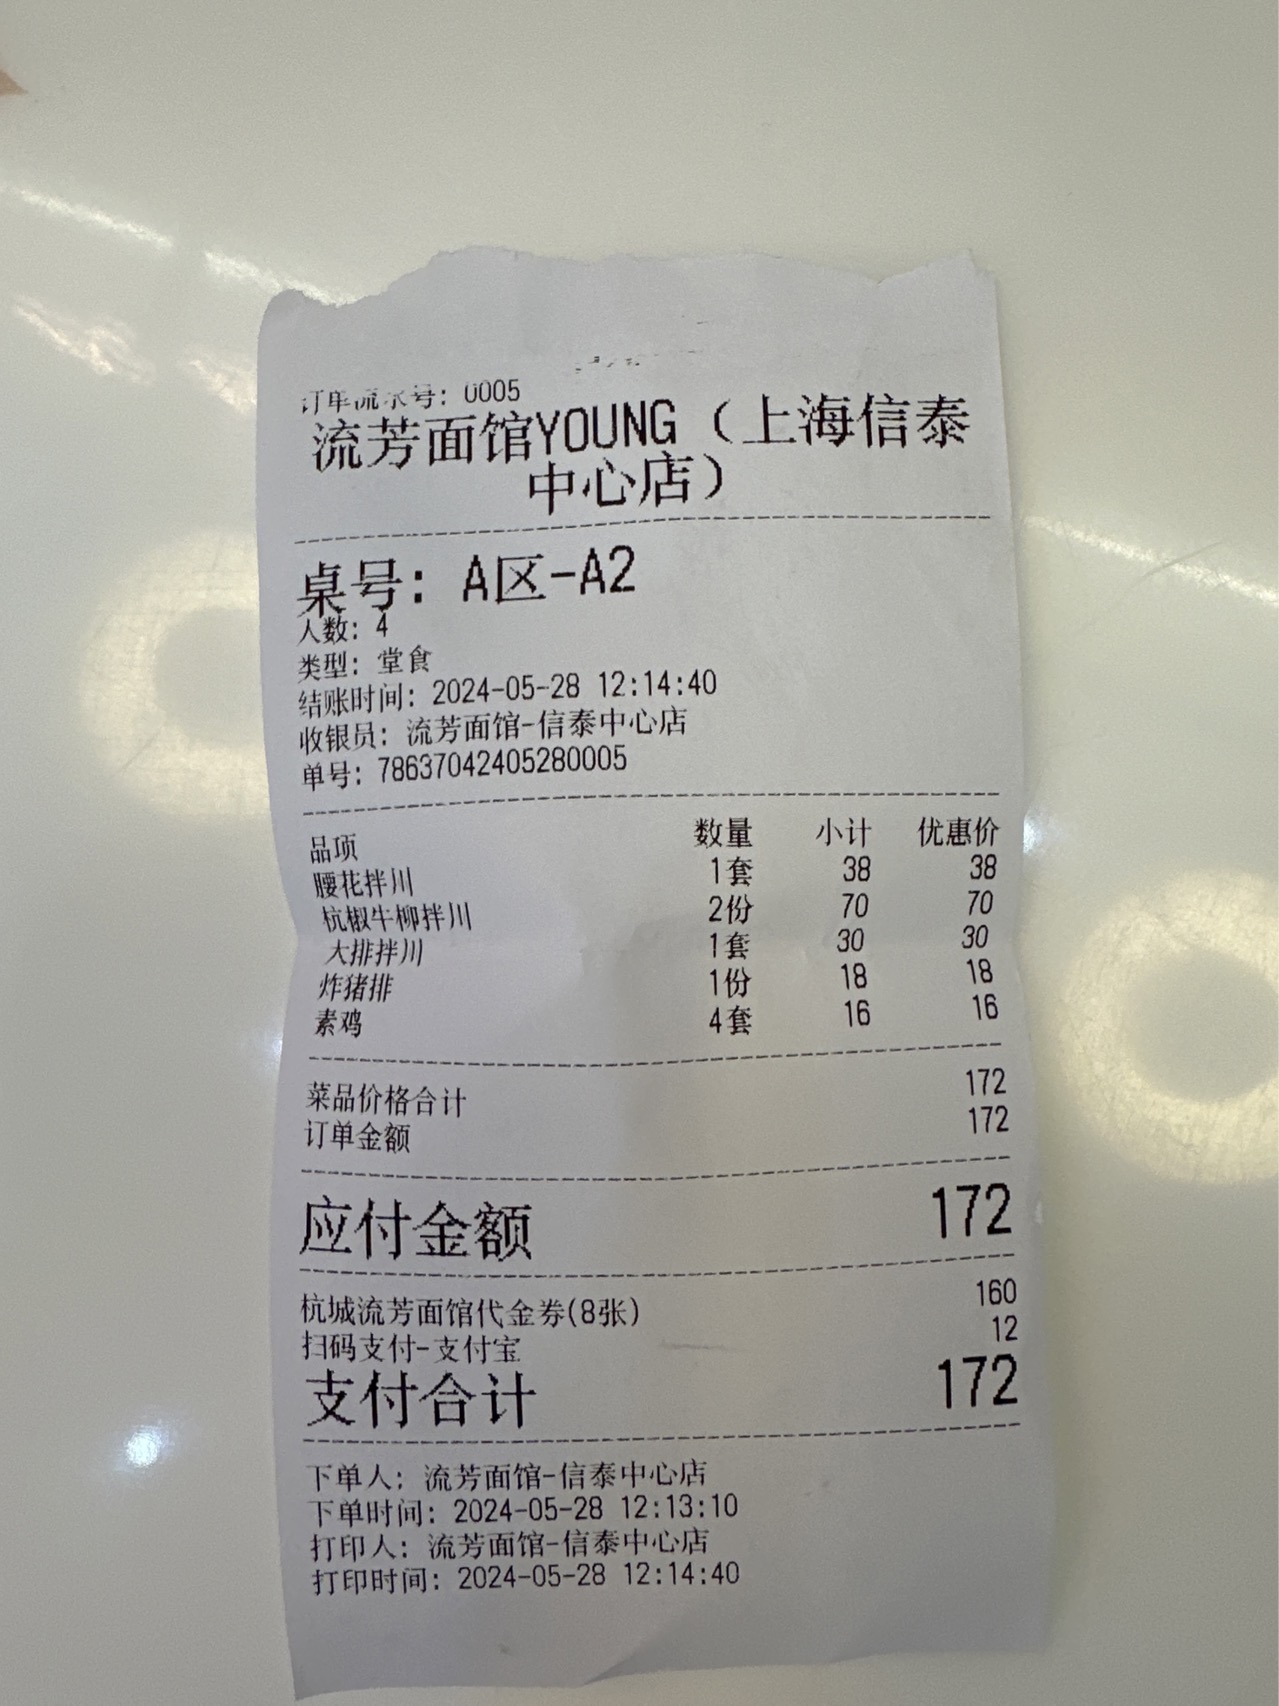 订单流水号: 0005
流芳面馆YOUNG（上海信泰
中心店）
桌号: A区-A2
人数: 4
类型: 堂食
结账时间: 2024-05-28 12:14:40
收银员: 流芳面馆-信泰中心店
单号: 78637042405280005
品项 数量 小计 优惠价
腰花拌川 1套 38 38
杭椒牛柳拌川 2份 70 70
大排拌川 1套 30 30
炸猪排 1份 18 18
素鸡 4套 16 16
菜品价格合计 172
订单金额 172
应付金额 172
杭城流芳面馆代金券(8张) 160
扫码支付-支付宝 12
支付合计 172
下单人: 流芳面馆-信泰中心店
下单时间: 2024-05-28 12:13:10
打印人: 流芳面馆-信泰中心店
打印时间: 2024-05-28 12:14:40